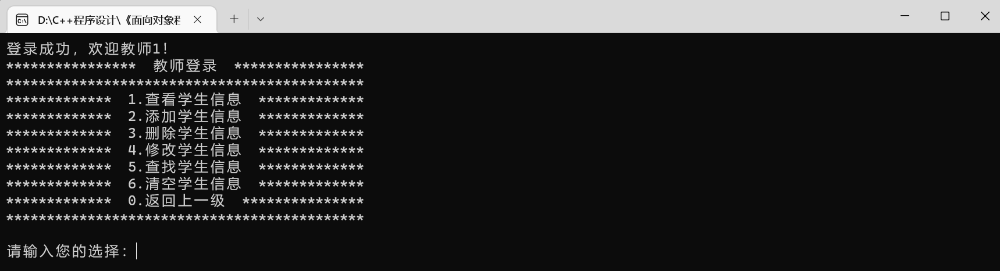 D:\C++程序设计\《面向对象
登录成功，欢迎教师1！
****************  教师登录  ****************
********************************************
*************  1.查看学生信息  *************
*************  2.添加学生信息  *************
*************  3.删除学生信息  *************
*************  4.修改学生信息  *************
*************  5.查找学生信息  *************
*************  6.清空学生信息  *************
*************  0.返回上一级  ***************
********************************************
请输入您的选择：